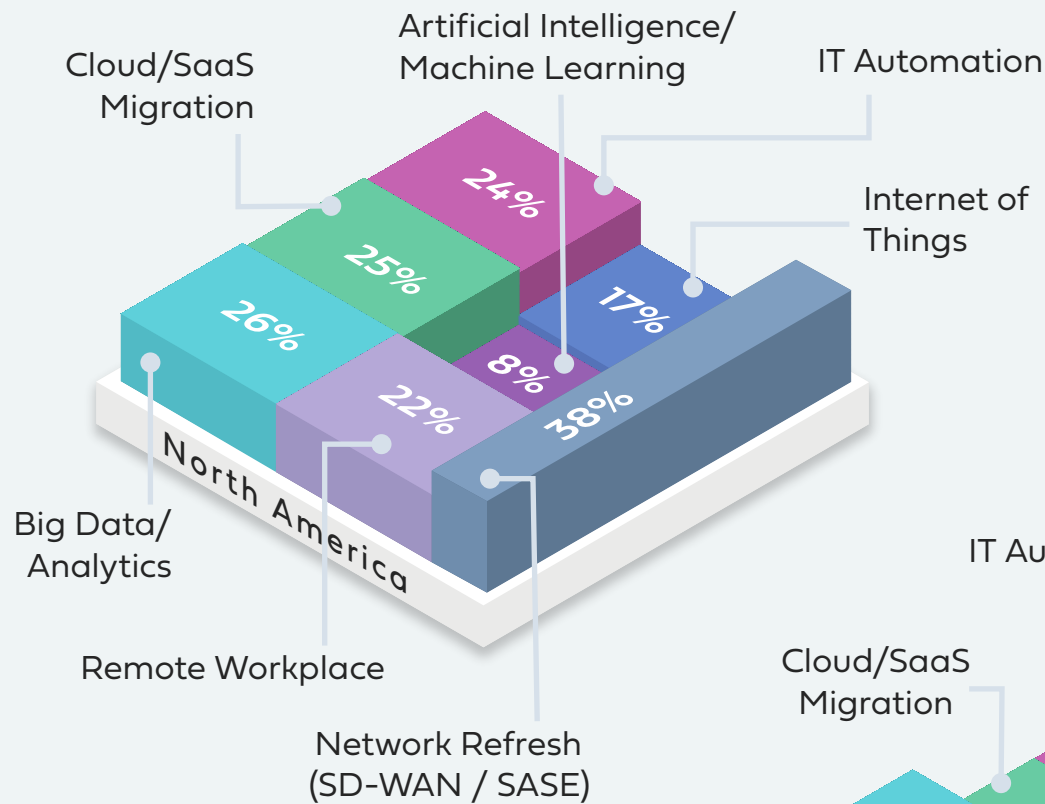 Artificial Intelligence/
Machine Learning
Cloud/SaaS
Migration
IT Automation
Internet of
Things
24%
25%
26%
17%
8%
22%
38%
North America
Big Data/
Analytics
Remote Workplace
Network Refresh
(SD-WAN / SASE)
IT Au
Cloud/SaaS
Migration